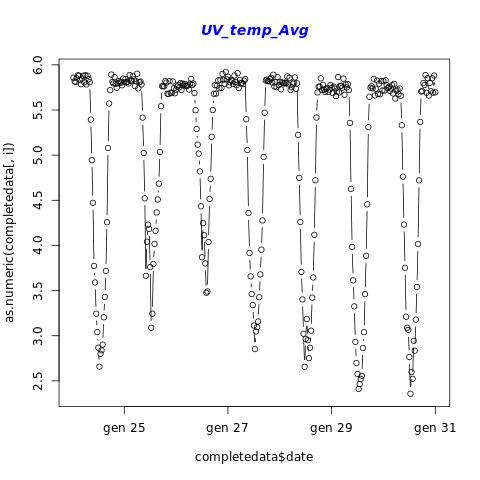 UV_temp_Avg
6.0
5.5
5.0
4.5
4.0
3.5
3.0
2.5
as.numeric(completedata[, i])
gen 25
gen 27
gen 29
gen 31
completedata$date